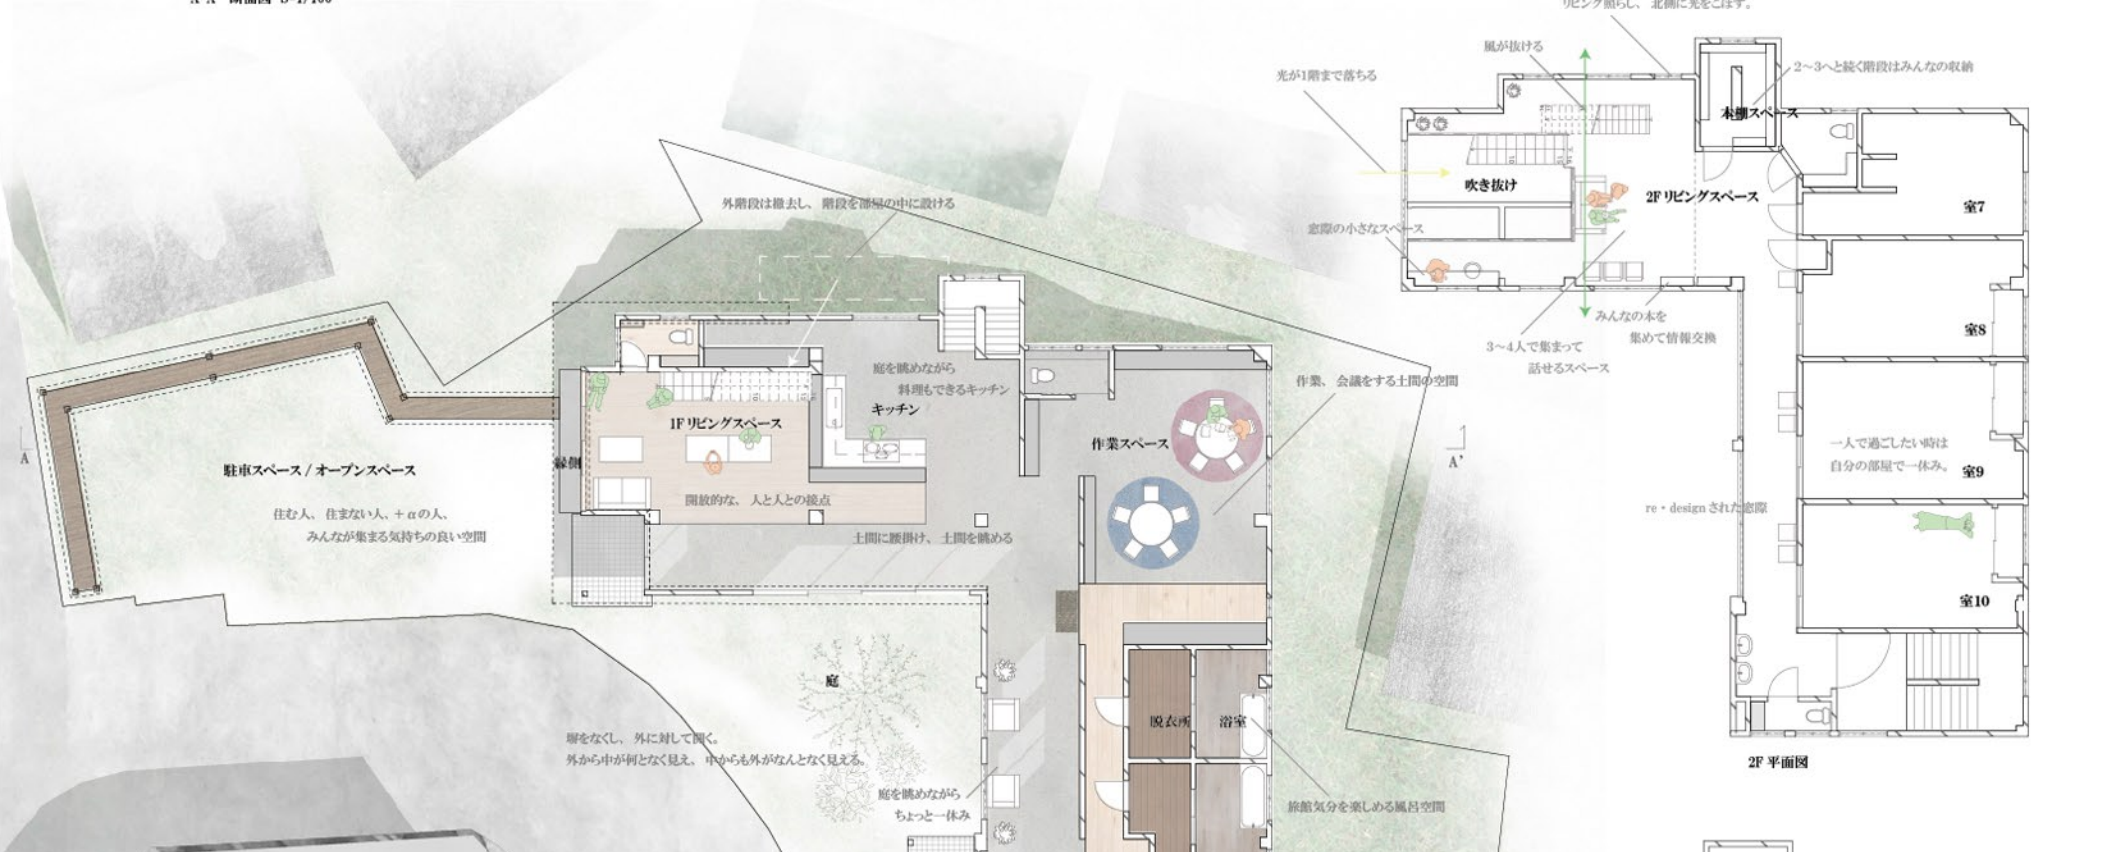 A-A' 断面図 S=1/100
リビング照らし、北側に光をこぼす。
風が抜ける
光が1階まで落ちる
2～3へと続く階段はみんなの収納
本棚スペース
吹き抜け
2F リビングスペース
室7
窓際の小さなスペース
外階段は撤去し、階段を部屋の中に設ける
みんなの本を
集めて情報交換
室8
3～4人で集まって
話せるスペース
庭を眺めながら
料理もできるキッチン
キッチン
作業、会議をする土間の空間
1F リビングスペース
作業スペース
一人で過ごしたい時は
自分の部屋で一休み。
室9
A
A'
縁側
駐車スペース / オープンスペース
開放的な、人と人との接点
re・design された窓際
住む人、住まない人、+αの人、
みんなが集まる気持ちの良い空間
土間に腰掛け、土間を眺める
室10
庭
脱衣所
浴室
塀をなくし、外に対して開く。
外から中が何となく見え、中からも外がなんとなく見える。
2F 平面図
庭を眺めながら
ちょっと一休み
旅館気分を楽しめる風呂空間